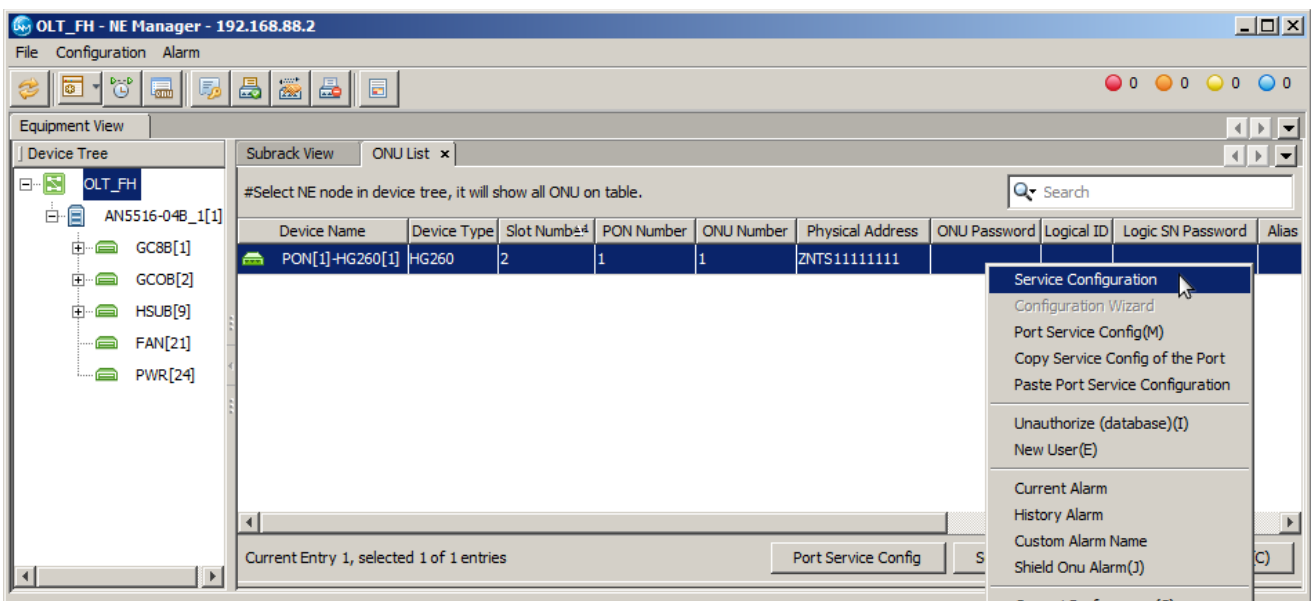 OLT_FH - NE Manager - 192.168.88.2
File Configuration Alarm
0 0 0 0
Equipment View
Device Tree
Subrack View ONU List
OLT_FH
#Select NE node in device tree, it will show all ONU on table.
Search
AN5516-04B_1[1]
Device Name Device Type Slot Number PON Number ONU Number Physical Address ONU Password Logical ID Logic SN Password Alias
GC8B[1]
PON[1]-HG260[1] HG260 2 1 1 ZNTS11111111
GCOB[2]
HSUB[9]
FAN[21]
PWR[24]
Service Configuration
Configuration Wizard
Port Service Config(M)
Copy Service Config of the Port
Paste Port Service Configuration
Unauthorize (database)(I)
New User(E)
Current Alarm
History Alarm
Custom Alarm Name
Shield Onu Alarm(J)
Current Entry 1, selected 1 of 1 entries
Port Service Config
S
C)